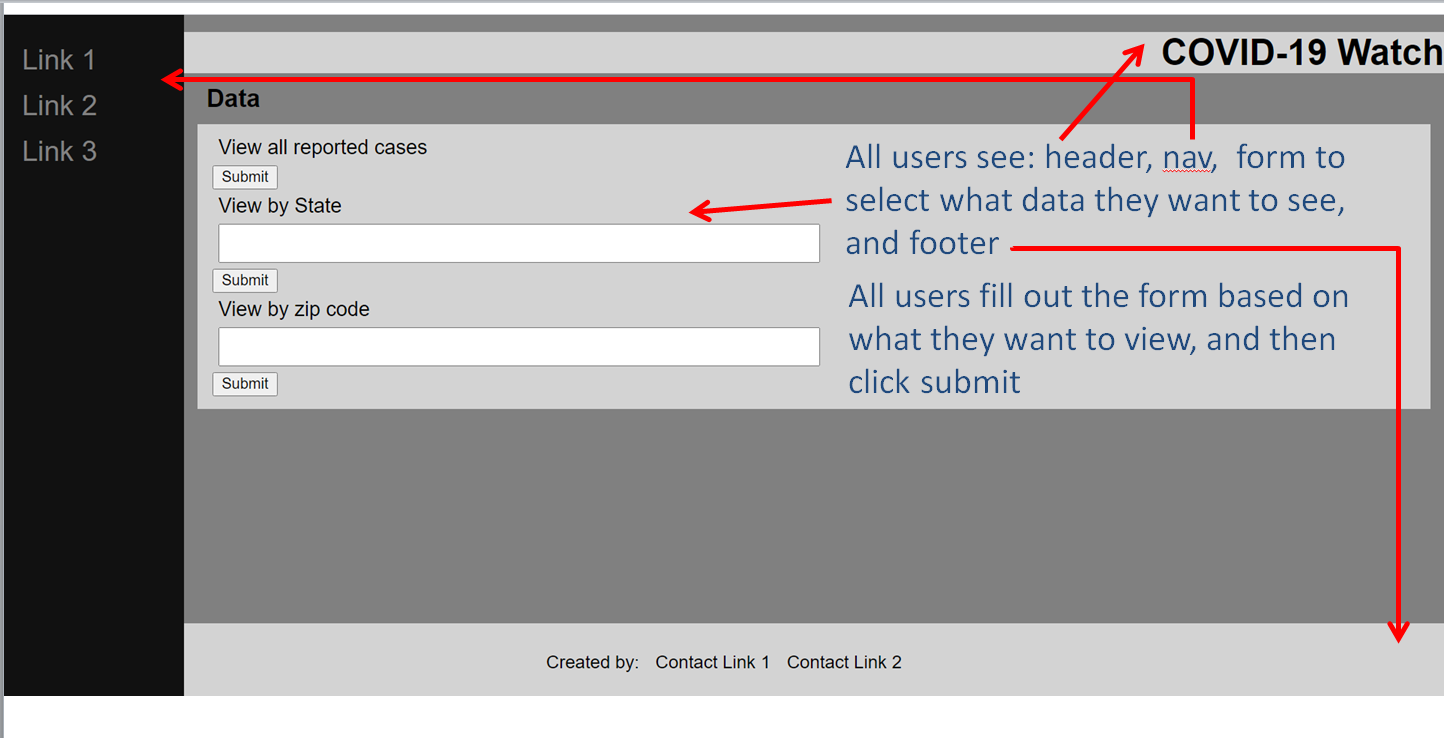 Link 1
Link 2
Link 3
COVID-19 Watch
Data
View all reported cases
Submit
View by State
Submit
View by zip code
Submit
All users see: header, nav,  form to
select what data they want to see,
and footer
All users fill out the form based on
what they want to view, and then
click submit
Created by: Contact Link 1 Contact Link 2